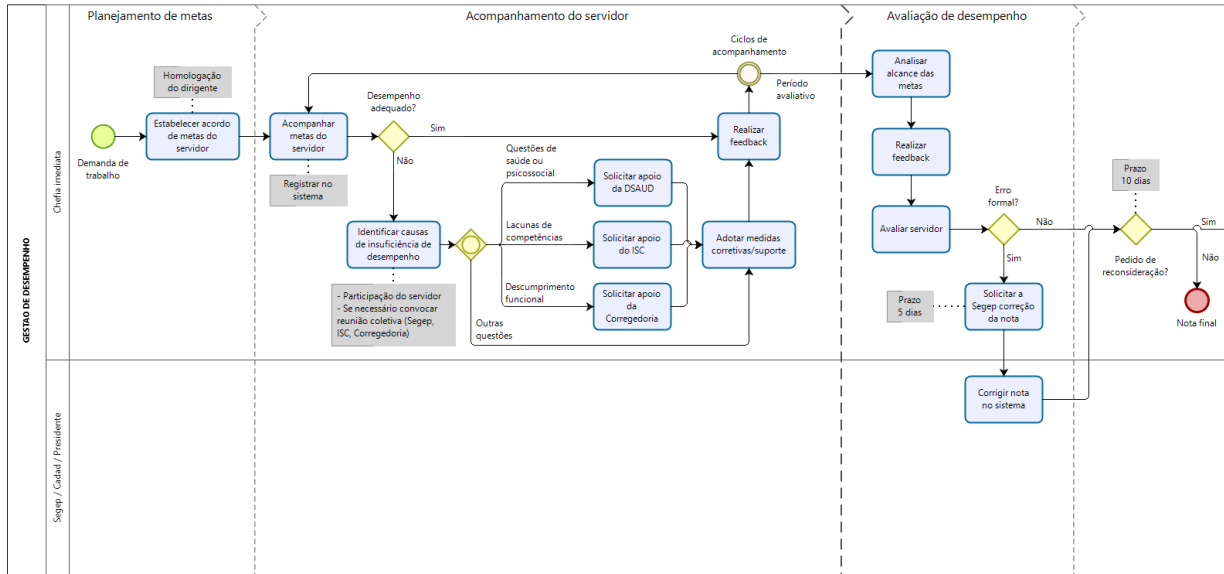 Planejamento de metas
Acompanhamento do servidor
Avaliação de desempenho
GESTAO DE DESEMPENHO
Chefia imediata
Segep / Cadad / Presidente
Demanda de
trabalho
Homologação
do dirigente
Estabelecer acordo
de metas do
servidor
Acompanhar
metas do
servidor
Registrar no
sistema
Desempenho
adequado?
Sim
Não
Identificar causas
de insuficiência de
desempenho
- Participação do servidor
- Se necessário convocar
reunião coletiva (Segep,
ISC, Corregedoria)
Questões de
saúde ou
psicossocial
Lacunas de
competências
Descumprimento
funcional
Outras
questões
Solicitar apoio
da DSAUD
Solicitar apoio
do ISC
Solicitar apoio
da
Corregedoria
Adotar medidas
corretivas/suporte
Realizar
feedback
Ciclos de
acompanhamento
Período
avaliativo
Analisar
alcance das
metas
Realizar
feedback
Avaliar servidor
Erro
formal?
Não
Sim
Prazo
5 dias
Solicitar a
Segep correção
da nota
Corrigir nota
no sistema
Prazo
10 dias
Pedido de
reconsideração?
Sim
Não
Nota final